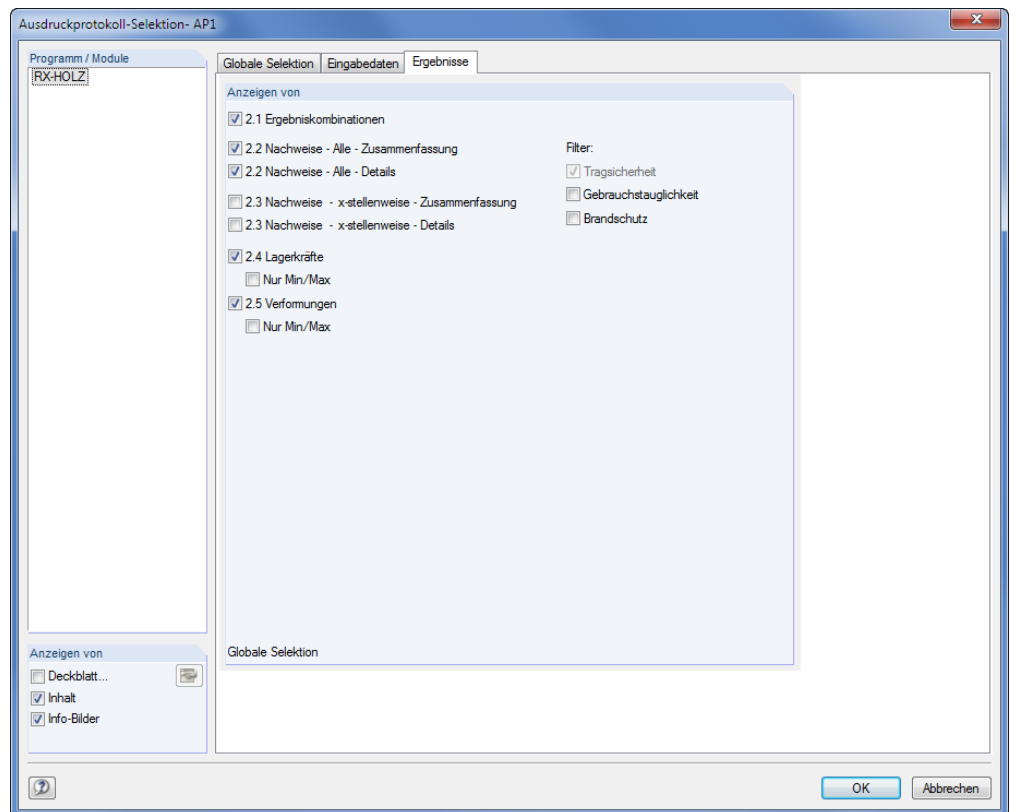 Ausdruckprotokoll-Selektion- AP1
Programm / Module
RX-HOLZ
Globale Selektion
Eingabedaten
Ergebnisse
Anzeigen von
2.1 Ergebniskombinationen
2.2 Nachweise - Alle - Zusammenfassung
2.2 Nachweise - Alle - Details
2.3 Nachweise - x-stellenweise - Zusammenfassung
2.3 Nachweise - x-stellenweise - Details
2.4 Lagerkräfte
Nur Min/Max
2.5 Verformungen
Nur Min/Max
Filter:
Tragsicherheit
Gebrauchstauglichkeit
Brandschutz
Globale Selektion
Anzeigen von
Deckblatt...
Inhalt
Info-Bilder
OK
Abbrechen